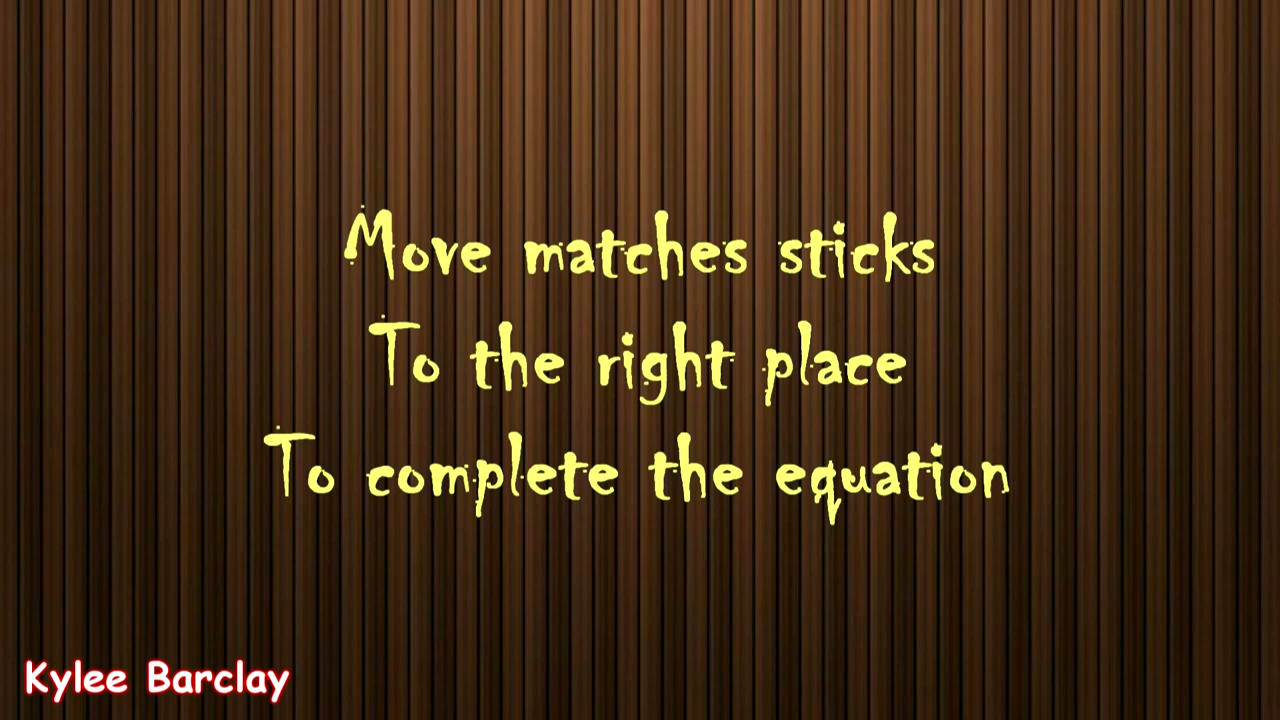 Move matches sticks
To the right place
To complete the equation
Kylee Barclay